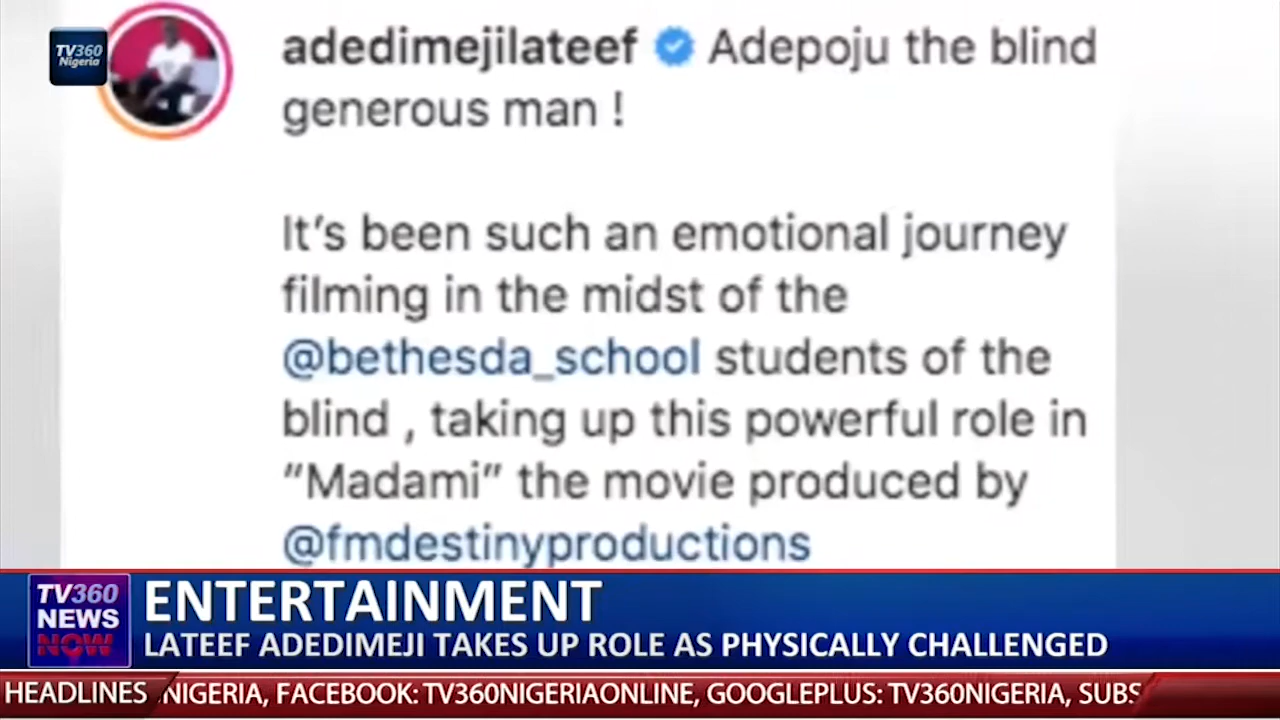 TV360
Nigeria
adedimejilateef Adepoju the blind
generous man !
It's been such an emotional journey
filming in the midst of the
@bethesda_school students of the
blind , taking up this powerful role in
“Madami” the movie produced by
@fmdestinyproductions
TV360
NEWS
NOW
ENTERTAINMENT
LATEEF ADEDIMEJI TAKES UP ROLE AS PHYSICALLY CHALLENGED
HEADLINES NIGERIA, FACEBOOK: TV360NIGERIAONLINE, GOOGLEPLUS: TV360NIGERIA, SUBS